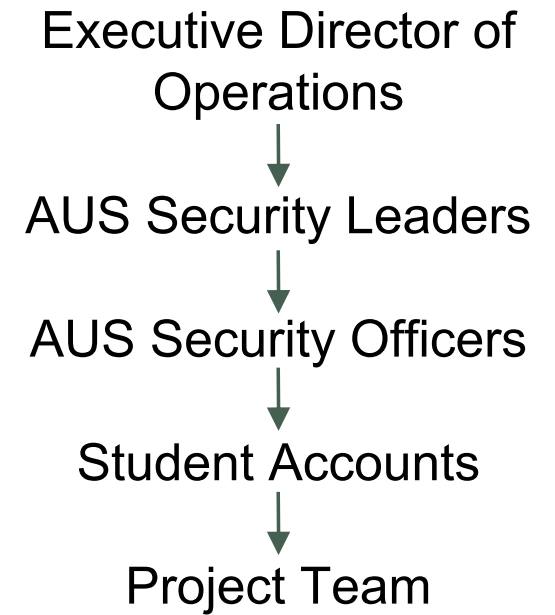 Executive Director of
Operations
AUS Security Leaders
AUS Security Officers
Student Accounts
Project Team